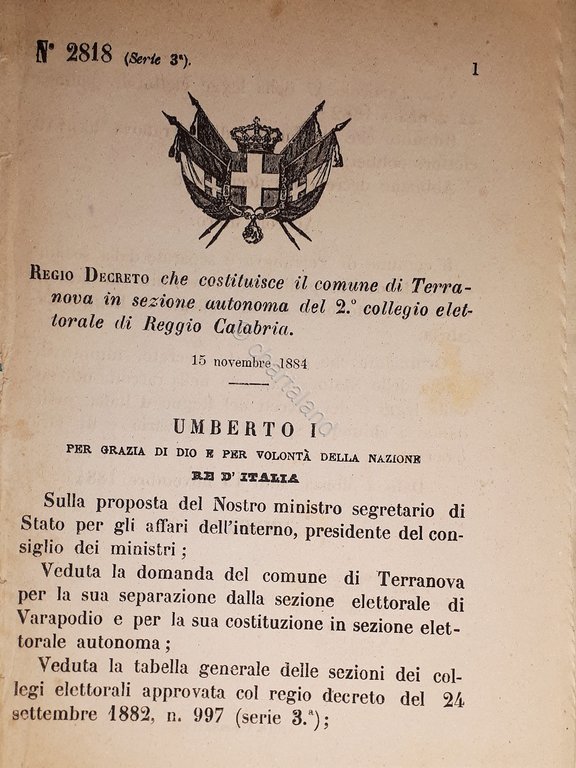 N° 2818 (Serie 3ª).
1
REGIO DECRETO che costituisce il comune di Terra-
nova in sezione autonoma del 2.° collegio elet-
torale di Reggio Calabria.
15 novembre 1884
UMBERTO I
PER GRAZIA DI DIO E PER VOLONTÀ DELLA NAZIONE
RE D'ITALIA
Sulla proposta del Nostro ministro segretario di
Stato per gli affari dell'interno, presidente del con-
siglio dei ministri ;
Veduta la domanda del comune di Terranova
per la sua separazione dalla sezione elettorale di
Varapodio e per la sua costituzione in sezione elet-
torale autonoma ;
Veduta la tabella generale delle sezioni dei col-
legi elettorali approvata col regio decreto del 24
settembre 1882, n. 997 (serie 3.ª) ;
© chartaland